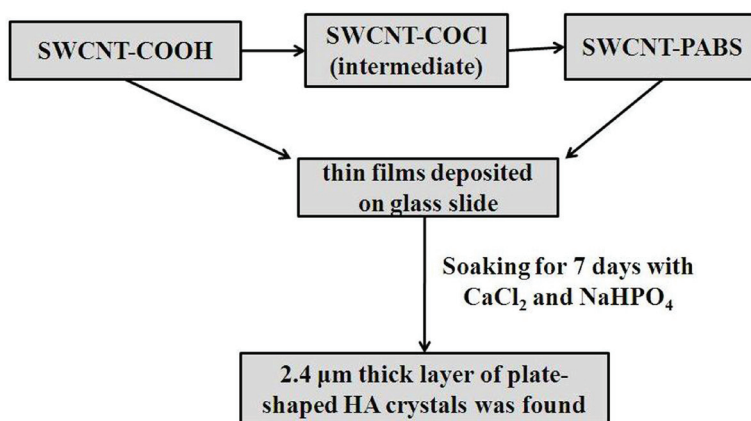 SWCNT-COOH
SWCNT-COCl
(intermediate)
SWCNT-PABS
thin films deposited
on glass slide
Soaking for 7 days with
CaCl₂ and NaHPO₄
2.4 µm thick layer of plate-
shaped HA crystals was found